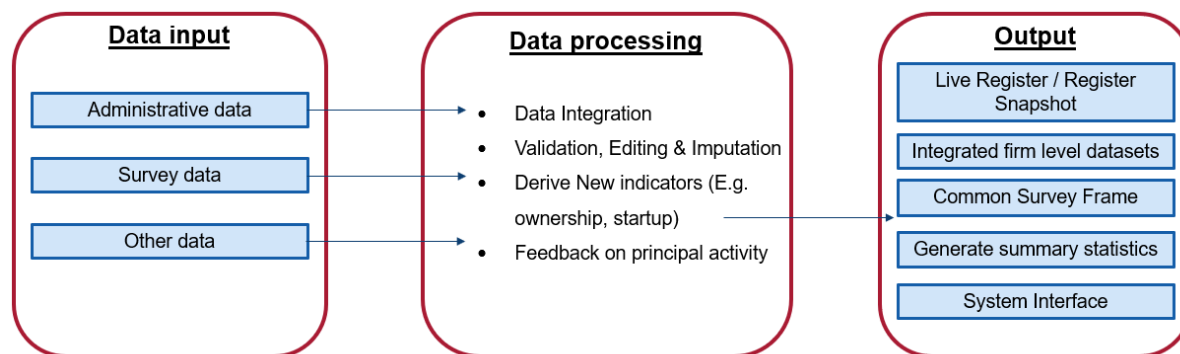 Data input
Administrative data
Survey data
Other data
Data processing
• Data Integration
• Validation, Editing & Imputation
• Derive New indicators (E.g.
ownership, startup)
• Feedback on principal activity
Output
Live Register / Register
Snapshot
Integrated firm level datasets
Common Survey Frame
Generate summary statistics
System Interface